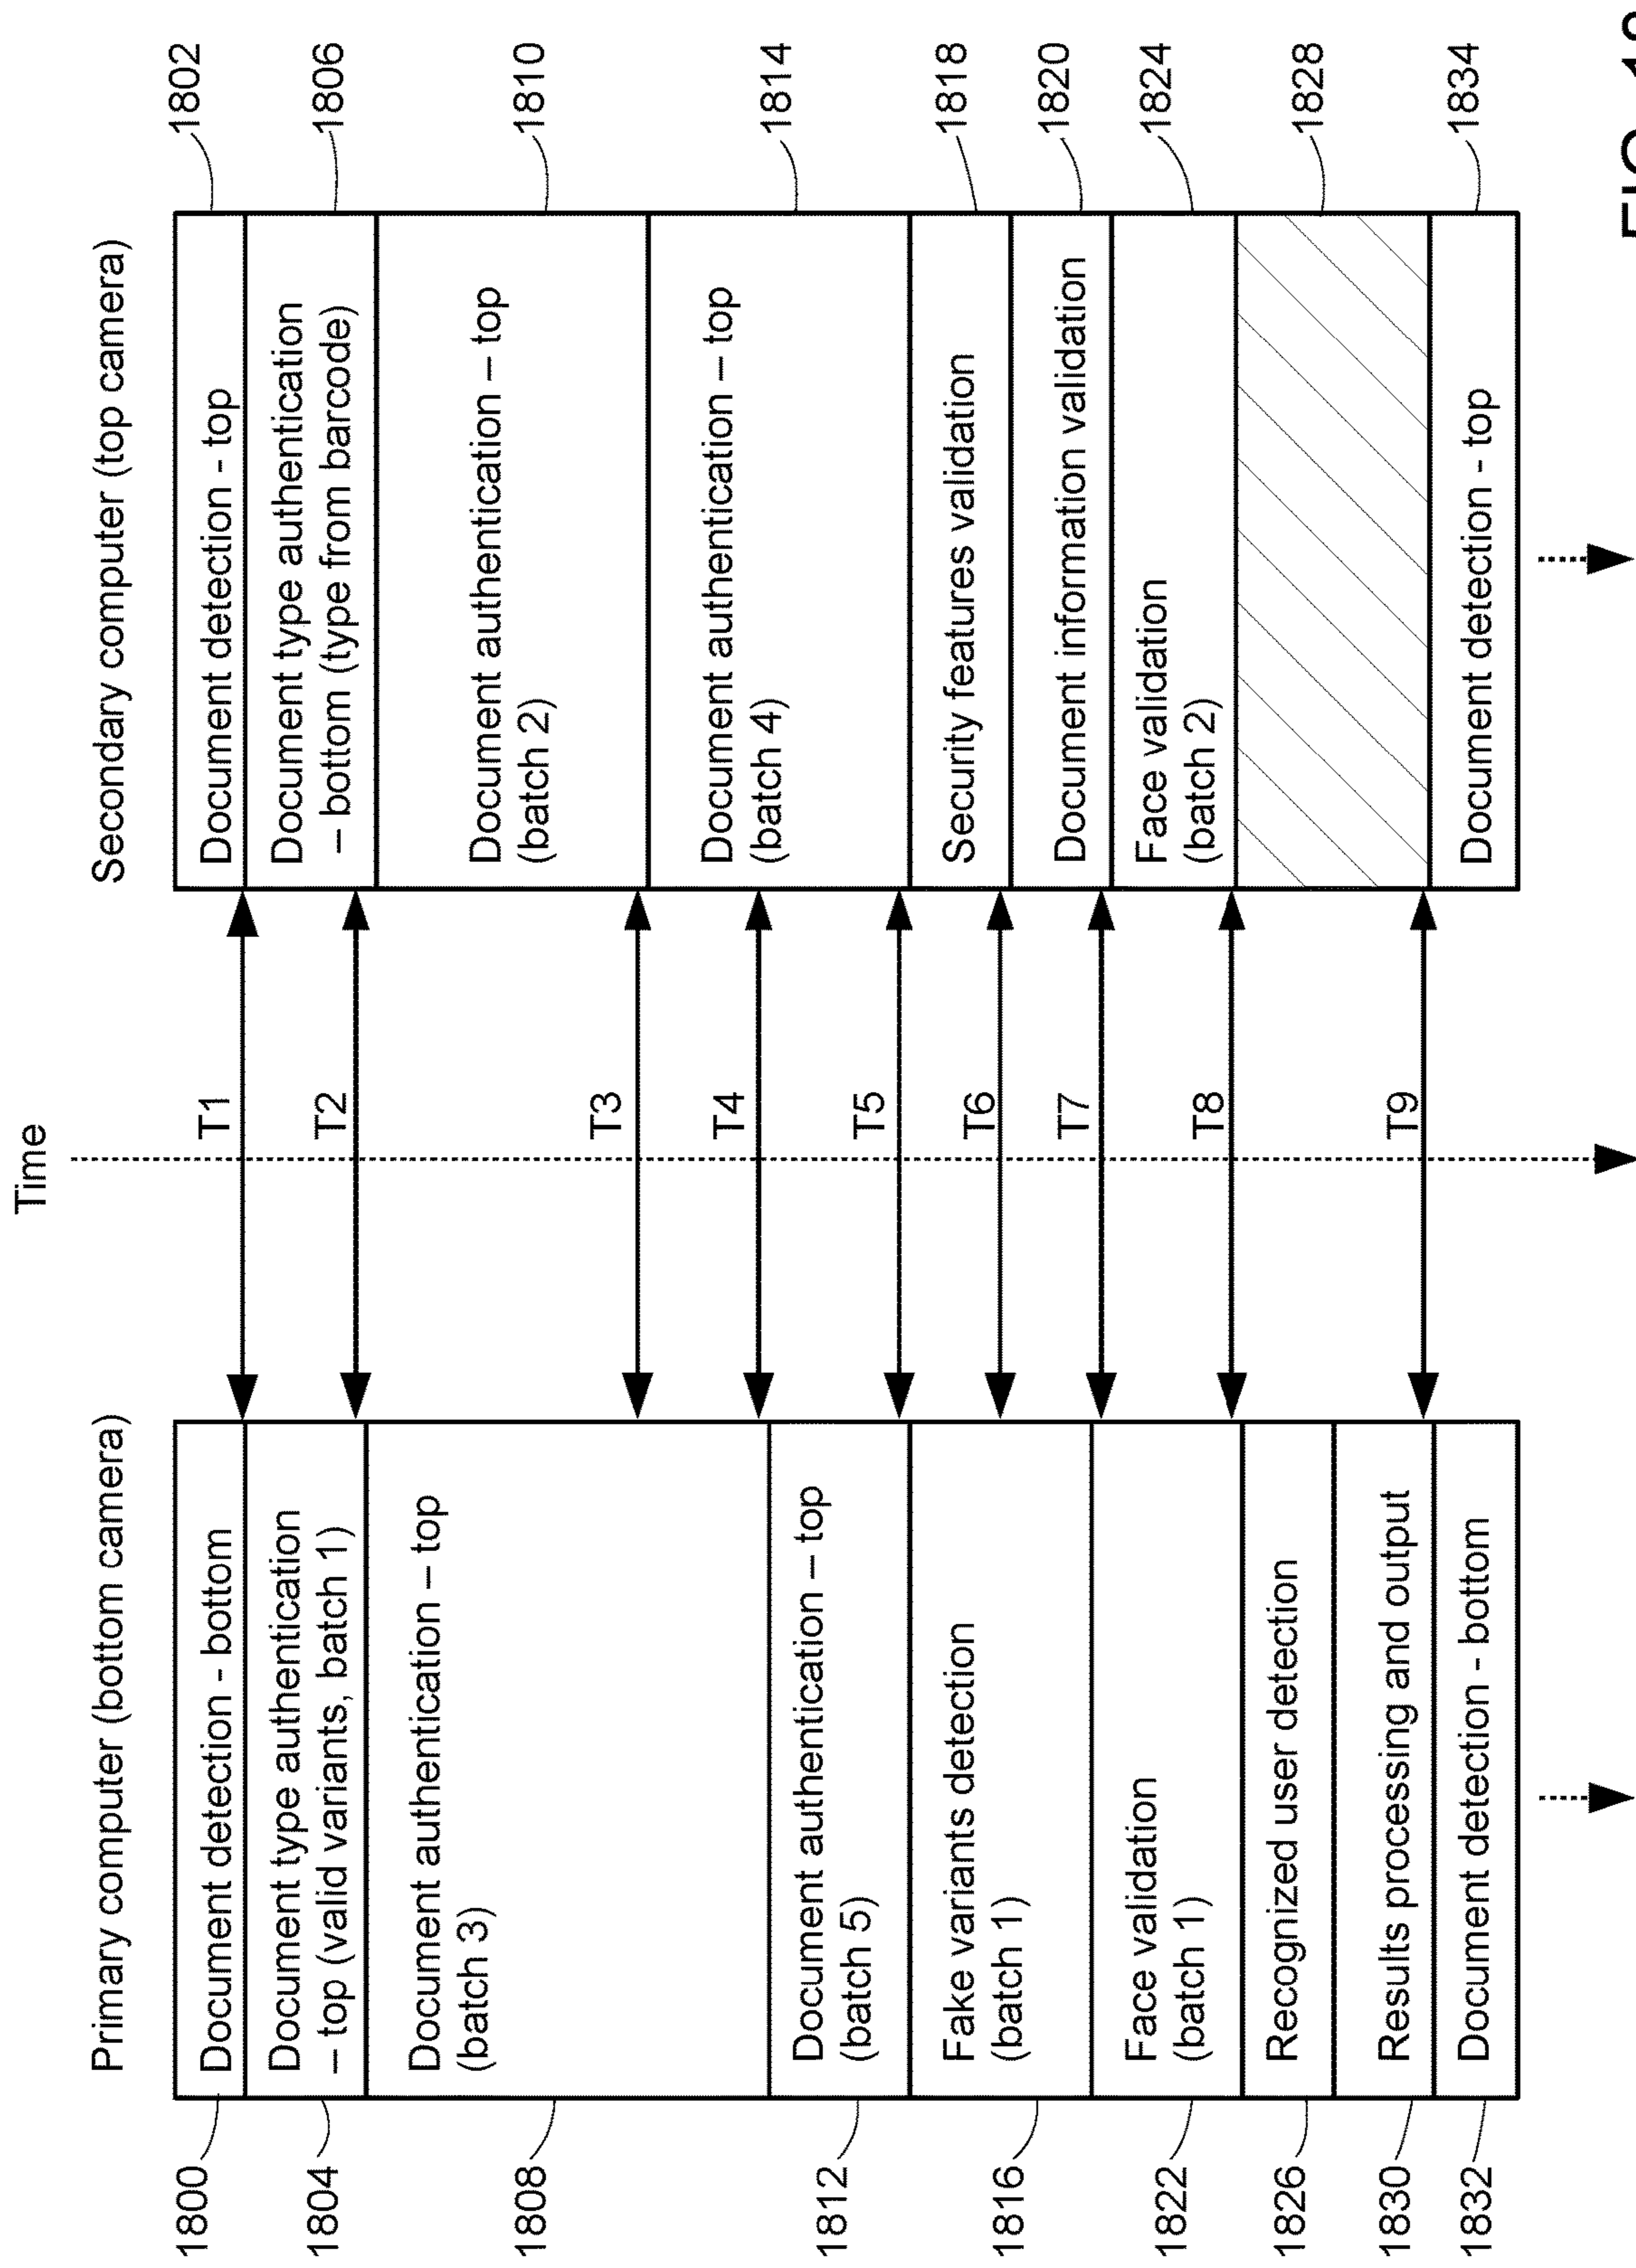 Time
Primary computer (bottom camera)
Secondary computer (top camera)
1800
Document detection - bottom
T1
Document detection - top
1802
1804
Document type authentication
– top (valid variants, batch 1)
T2
Document type authentication
– bottom (type from barcode)
1806
1808
Document authentication – top
(batch 3)
T3
Document authentication – top
(batch 2)
1810
T4
Document authentication – top
(batch 4)
1814
1812
Document authentication – top
(batch 5)
T5
1816
Fake variants detection
(batch 1)
T6
Security features validation
1818
T7
Document information validation
1820
1822
Face validation
(batch 1)
T8
Face validation
(batch 2)
1824
1826
Recognized user detection
1828
1830
Results processing and output
T9
1832
Document detection - bottom
Document detection - top
1834